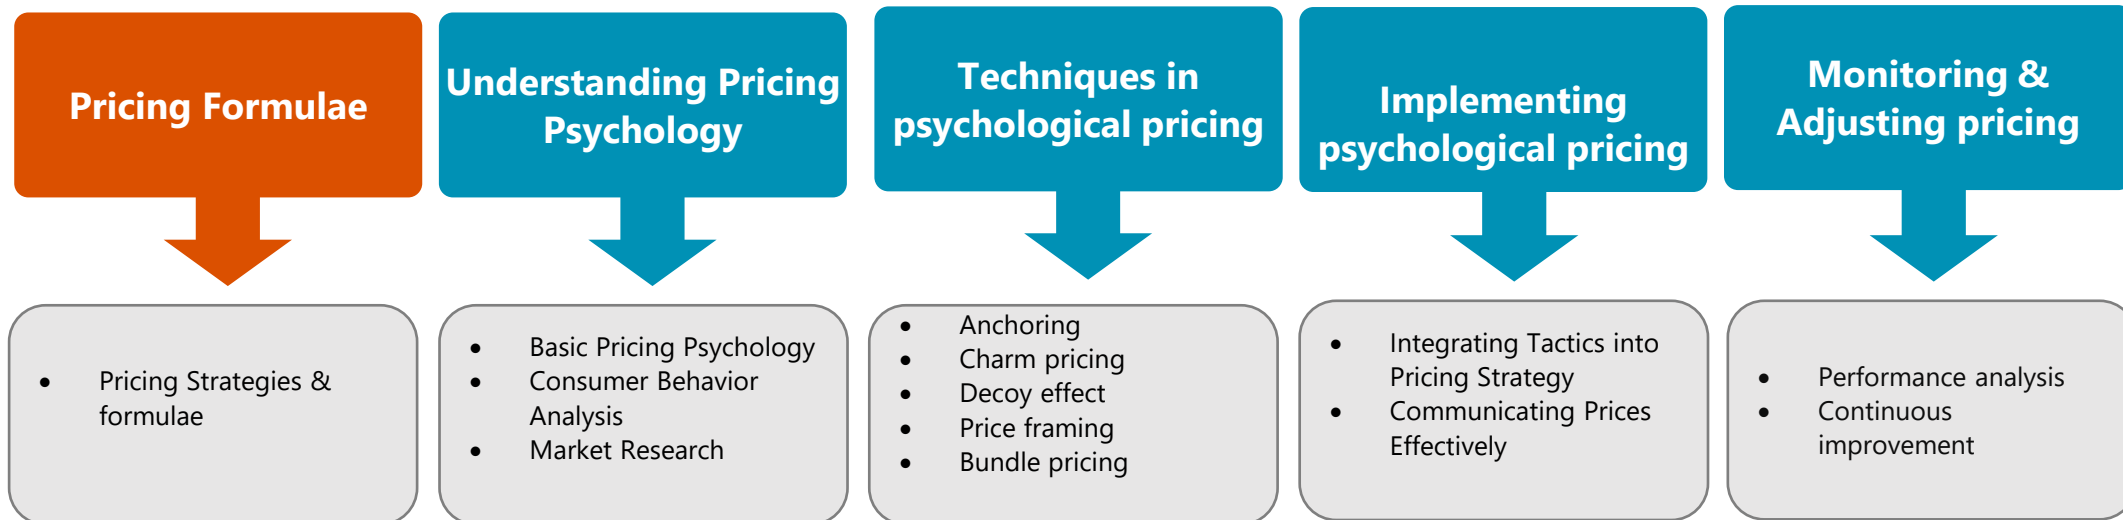 Pricing Formulae
Understanding Pricing
Psychology
Techniques in
psychological pricing
Implementing
psychological pricing
Monitoring &
Adjusting pricing
• Pricing Strategies &
formulae
• Basic Pricing Psychology
• Consumer Behavior
Analysis
• Market Research
• Anchoring
• Charm pricing
• Decoy effect
• Price framing
• Bundle pricing
• Integrating Tactics into
Pricing Strategy
• Communicating Prices
Effectively
• Performance analysis
• Continuous
improvement